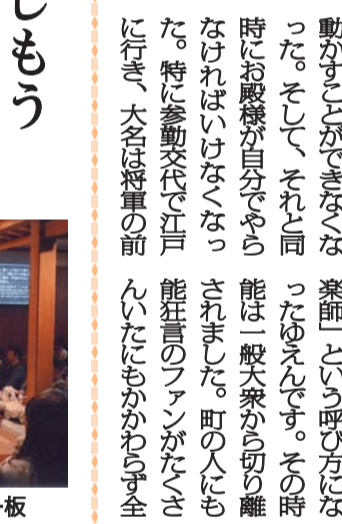 動かすことができなくな
った。そして、それと同
時にお殿様が自分でやら
なければいけなくなっ
た。特に参勤交代で江戸
に行き、大名は将軍の前
楽師」という呼び方にな
ったゆえんです。その時
能は一般大衆から切り離
されました。町の人にも
能狂言のファンがたくさ
んいたにもかかわらず全
しもう
板